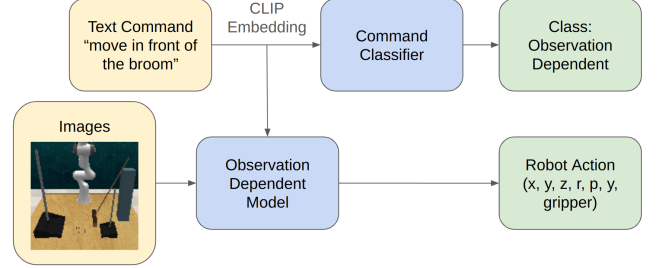 Text Command
“move in front of
the broom”
CLIP
Embedding
Command
Classifier
Class:
Observation
Dependent
Images
Observation
Dependent
Model
Robot Action
(x, y, z, r, p, y,
gripper)